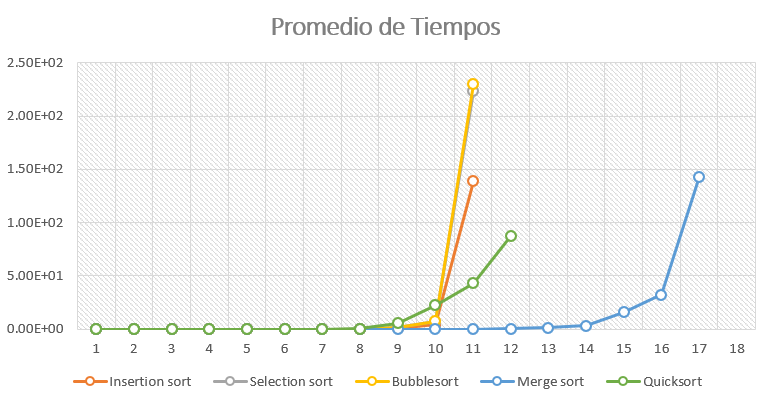 Promedio de Tiempos
2.50E+02
2.00E+02
1.50E+02
1.00E+02
5.00E+01
0.00E+00
1 2 3 4 5 6 7 8 9 10 11 12 13 14 15 16 17 18
Insertion sort Selection sort Bubblesort Merge sort Quicksort